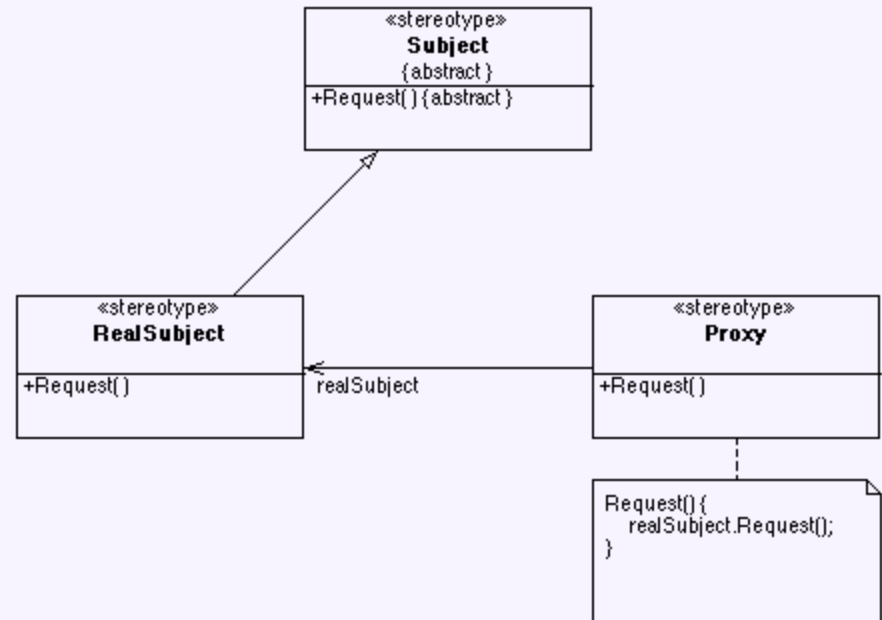 «stereotype»
Subject
{abstract}
+Request() {abstract}
«stereotype»
RealSubject
+Request()
realSubject
«stereotype»
Proxy
+Request()
Request() {
realSubject.Request();
}